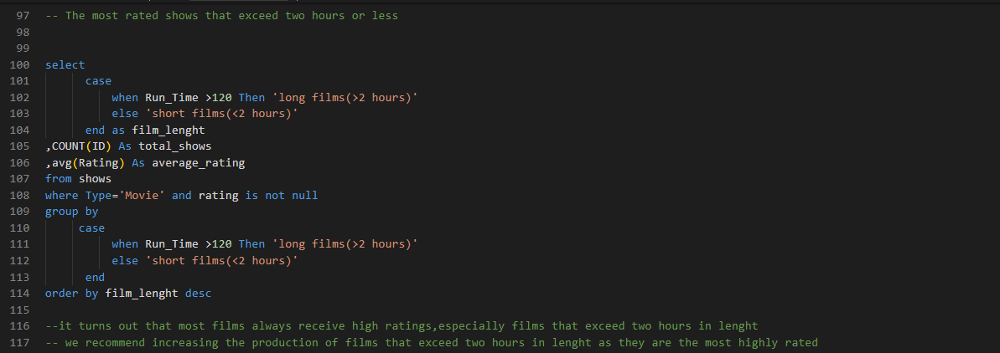 97 -- The most rated shows that exceed two hours or less
98
99
100 select
101 case
102 when Run_Time >120 Then 'long films(>2 hours)'
103 else 'short films(<2 hours)'
104 end as film_lenght
105 ,COUNT(ID) As total_shows
106 ,avg(Rating) As average_rating
107 from shows
108 where Type='Movie' and rating is not null
109 group by
110 case
111 when Run_Time >120 Then 'long films(>2 hours)'
112 else 'short films(<2 hours)'
113 end
114 order by film_lenght desc
115
116 --it turns out that most films always receive high ratings,especially films that exceed two hours in lenght
117 -- we recommend increasing the production of films that exceed two hours in lenght as they are the most highly rated